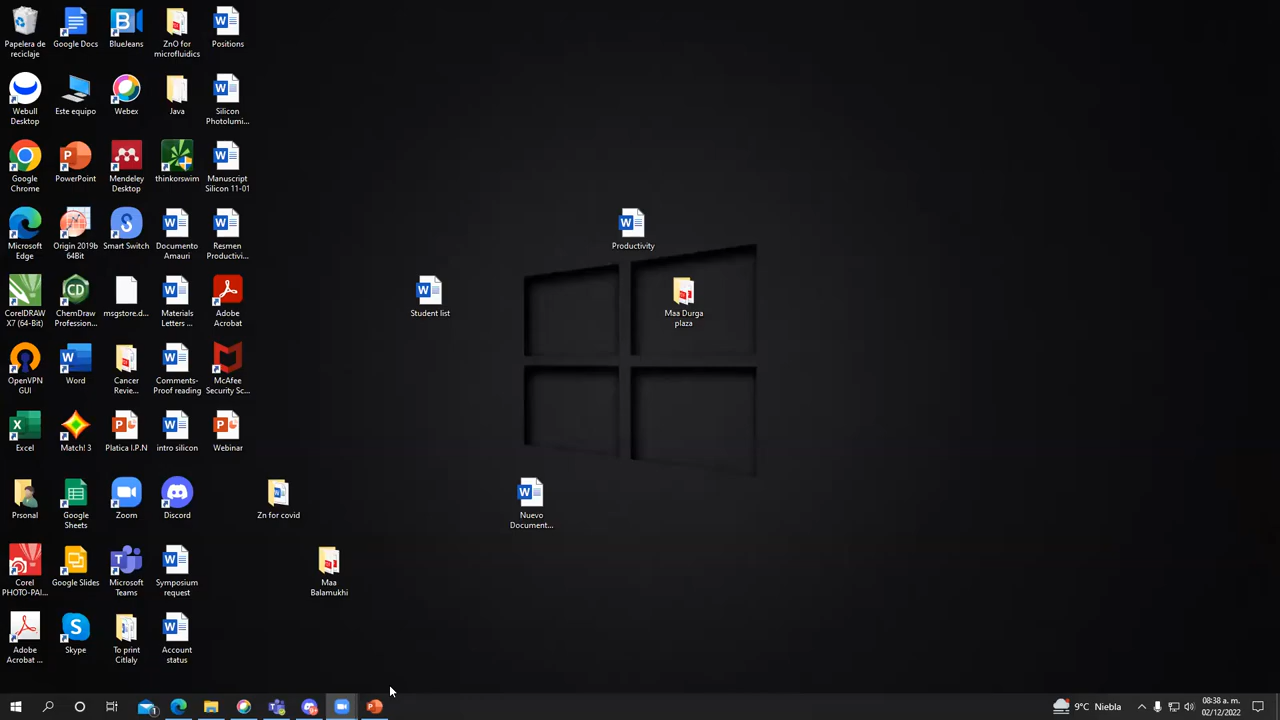 Papelera de
reciclaje
Google Docs
BlueJeans
ZnO for
microfluidics
Positions
Webull
Desktop
Este equipo
Webex
Java
Silicon
Photolumi...
Google
Chrome
PowerPoint
Mendeley
Desktop
thinkorswim
Manuscript
Silicon 11-01
Microsoft
Edge
Origin 2019b
64Bit
Smart Switch
Documento
Amauri
Resmen
Productivi...
Productivity
CorelDRAW
X7 (64-Bit)
ChemDraw
Profession...
msgstore.d...
Materials
Letters ...
Adobe
Acrobat
Student list
Maa Durga
plaza
OpenVPN
GUI
Word
Cancer
Revie...
Comments-
Proof reading
McAfee
Security Sc...
Excel
Match! 3
Platica I.P.N
intro silicon
Webinar
Prsonal
Google
Sheets
Zoom
Discord
Zn for covid
Nuevo
Document...
Corel
PHOTO-PAI...
Google Slides
Microsoft
Teams
Symposium
request
Maa
Balamukhi
Adobe
Acrobat ...
Skype
To print
Citlaly
Account
status
9°C Niebla
08:38 a. m.
02/12/2022